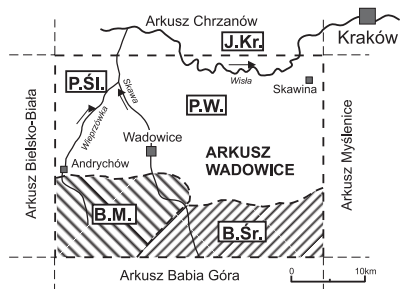 Arkusz Chrzanów
J.Kr.
Kraków
P.Śl.
Wisła
Skawina
Skawa
P.W.
Wieprzówka
Wadowice
Andrychów
ARKUSZ
WADOWICE
Arkusz Bielsko-Biała
Arkusz Myślenice
B.M.
B.Śr.
Arkusz Babia Góra
0 10km